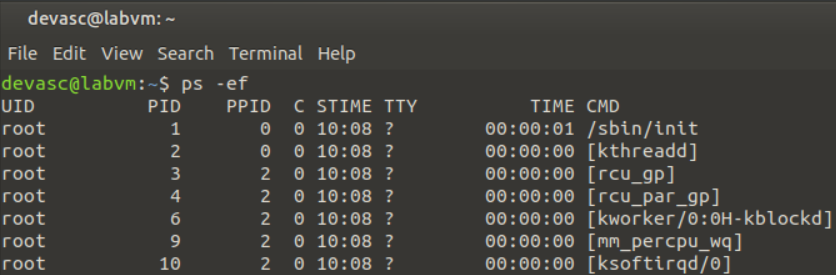 devasc@labvm: ~
File Edit View Search Terminal Help
devasc@labvm:~$ ps -ef
UID PID PPID C STIME TTY TIME CMD
root 1 0 0 10:08 ? 00:00:01 /sbin/init
root 2 0 0 10:08 ? 00:00:00 [kthreadd]
root 3 2 0 10:08 ? 00:00:00 [rcu_gp]
root 4 2 0 10:08 ? 00:00:00 [rcu_par_gp]
root 6 2 0 10:08 ? 00:00:00 [kworker/0:0H-kblockd]
root 9 2 0 10:08 ? 00:00:00 [mm_percpu_wq]
root 10 2 0 10:08 ? 00:00:00 [ksoftirqd/0]